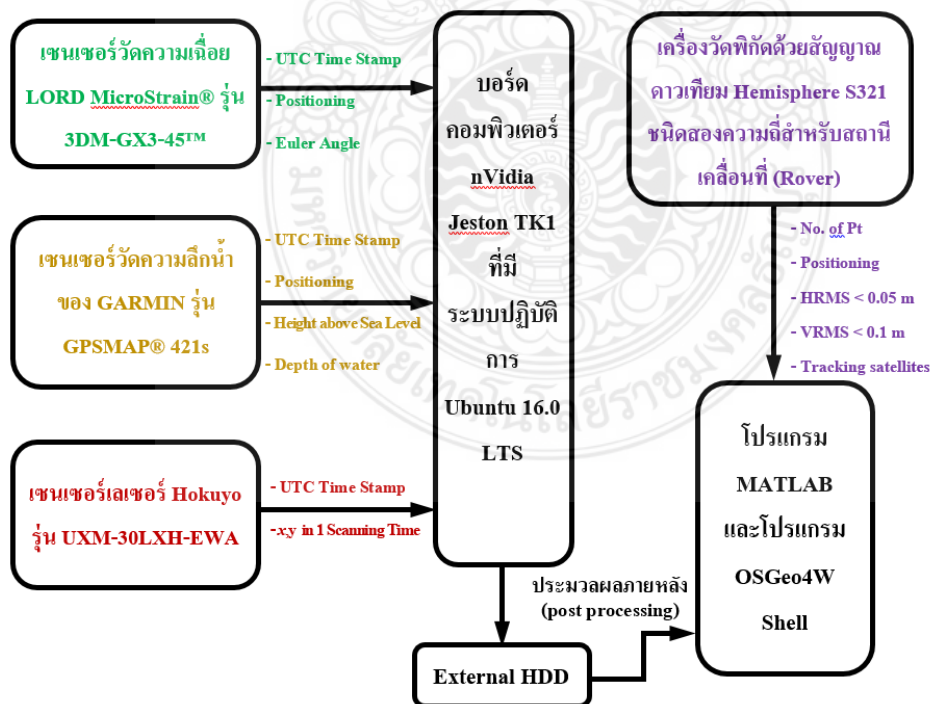 เซนเซอร์วัดความเฉื่อย
LORD MicroStrain® รุ่น
3DM-GX3-45™
- UTC Time Stamp
- Positioning
- Euler Angle
เซนเซอร์วัดความลึกน้ำ
ของ GARMIN รุ่น
GPSMAP® 421s
- UTC Time Stamp
- Positioning
- Height above Sea Level
- Depth of water
เซนเซอร์เลเซอร์ Hokuyo
รุ่น UXM-30LXH-EWA
- UTC Time Stamp
- x,y in 1 Scanning Time
บอร์ด
คอมพิวเตอร์
nVidia
Jeston TK1
ที่มี
ระบบปฏิบัติ
การ
Ubuntu 16.0
LTS
External HDD
ประมวลผลภายหลัง
(post processing)
เครื่องวัดพิกัดด้วยสัญญาณ
ดาวเทียม Hemisphere S321
ชนิดสองความถี่สำหรับสถานี
เคลื่อนที่ (Rover)
- No. of Pt
- Positioning
- HRMS < 0.05 m
- VRMS < 0.1 m
- Tracking satellites
โปรแกรม
MATLAB
และโปรแกรม
OSGeo4W
Shell